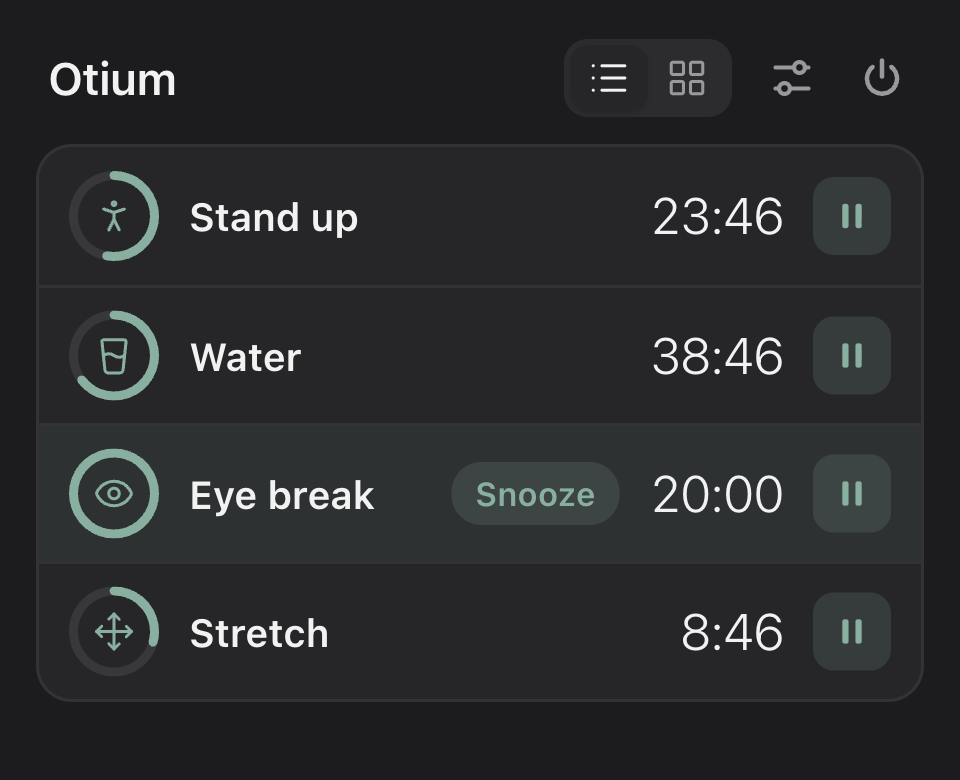 Otium
Stand up 23:46
Water 38:46
Eye break Snooze 20:00
Stretch 8:46